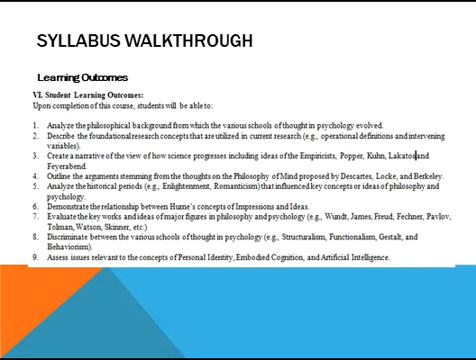 SYLLABUS WALKTHROUGH
Learning Outcomes
VI. Student Learning Outcomes:
Upon completion of this course, students will be able to:
1. Analyze the philosophical background from which the various schools of thought in psychology evolved.
2. Describe the foundational research concepts that are utilized in current research (e.g., operational definitions and intervening
variables).
3. Create a narrative of the view of how science progresses including ideas of the Empiricists, Popper, Kuhn, Lakatos and
Feyerabend.
4. Outline the arguments stemming from the thoughts on the Philosophy of Mind proposed by Descartes, Locke, and Berkeley.
5. Analyze the historical periods (e.g., Enlightenment, Romanticism) that influenced key concepts or ideas of philosophy and
psychology.
6. Demonstrate the relationship between Hume's concepts of Impressions and Ideas.
7. Evaluate the key works and ideas of major figures in philosophy and psychology (e.g., Wundt, James, Freud, Fechner, Pavlov,
Tolman, Watson, Skinner, etc.)
8. Discriminate between the various schools of thought in psychology (e.g., Structuralism, Functionalism, Gestalt, and
Behaviorism).
9. Assess issues relevant to the concepts of Personal Identity, Embodied Cognition, and Artificial Intelligence.